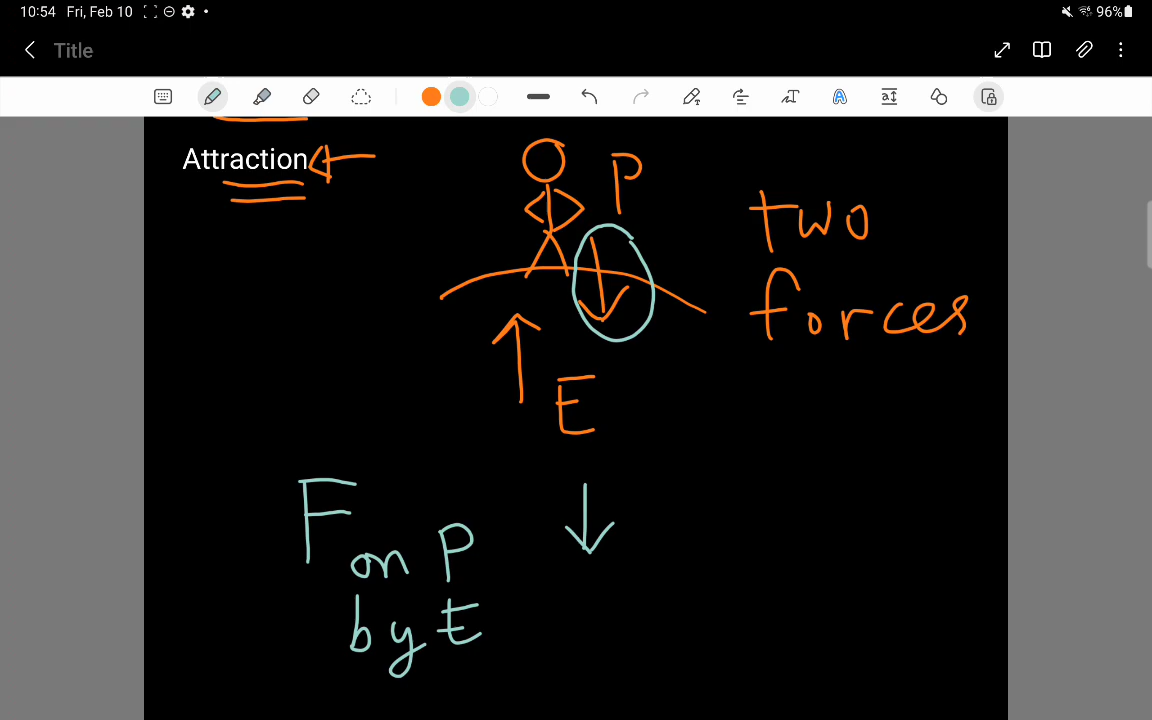 10:54 Fri, Feb 10
96%
Title
Attraction
P
two
forces
E
F
on P
by E